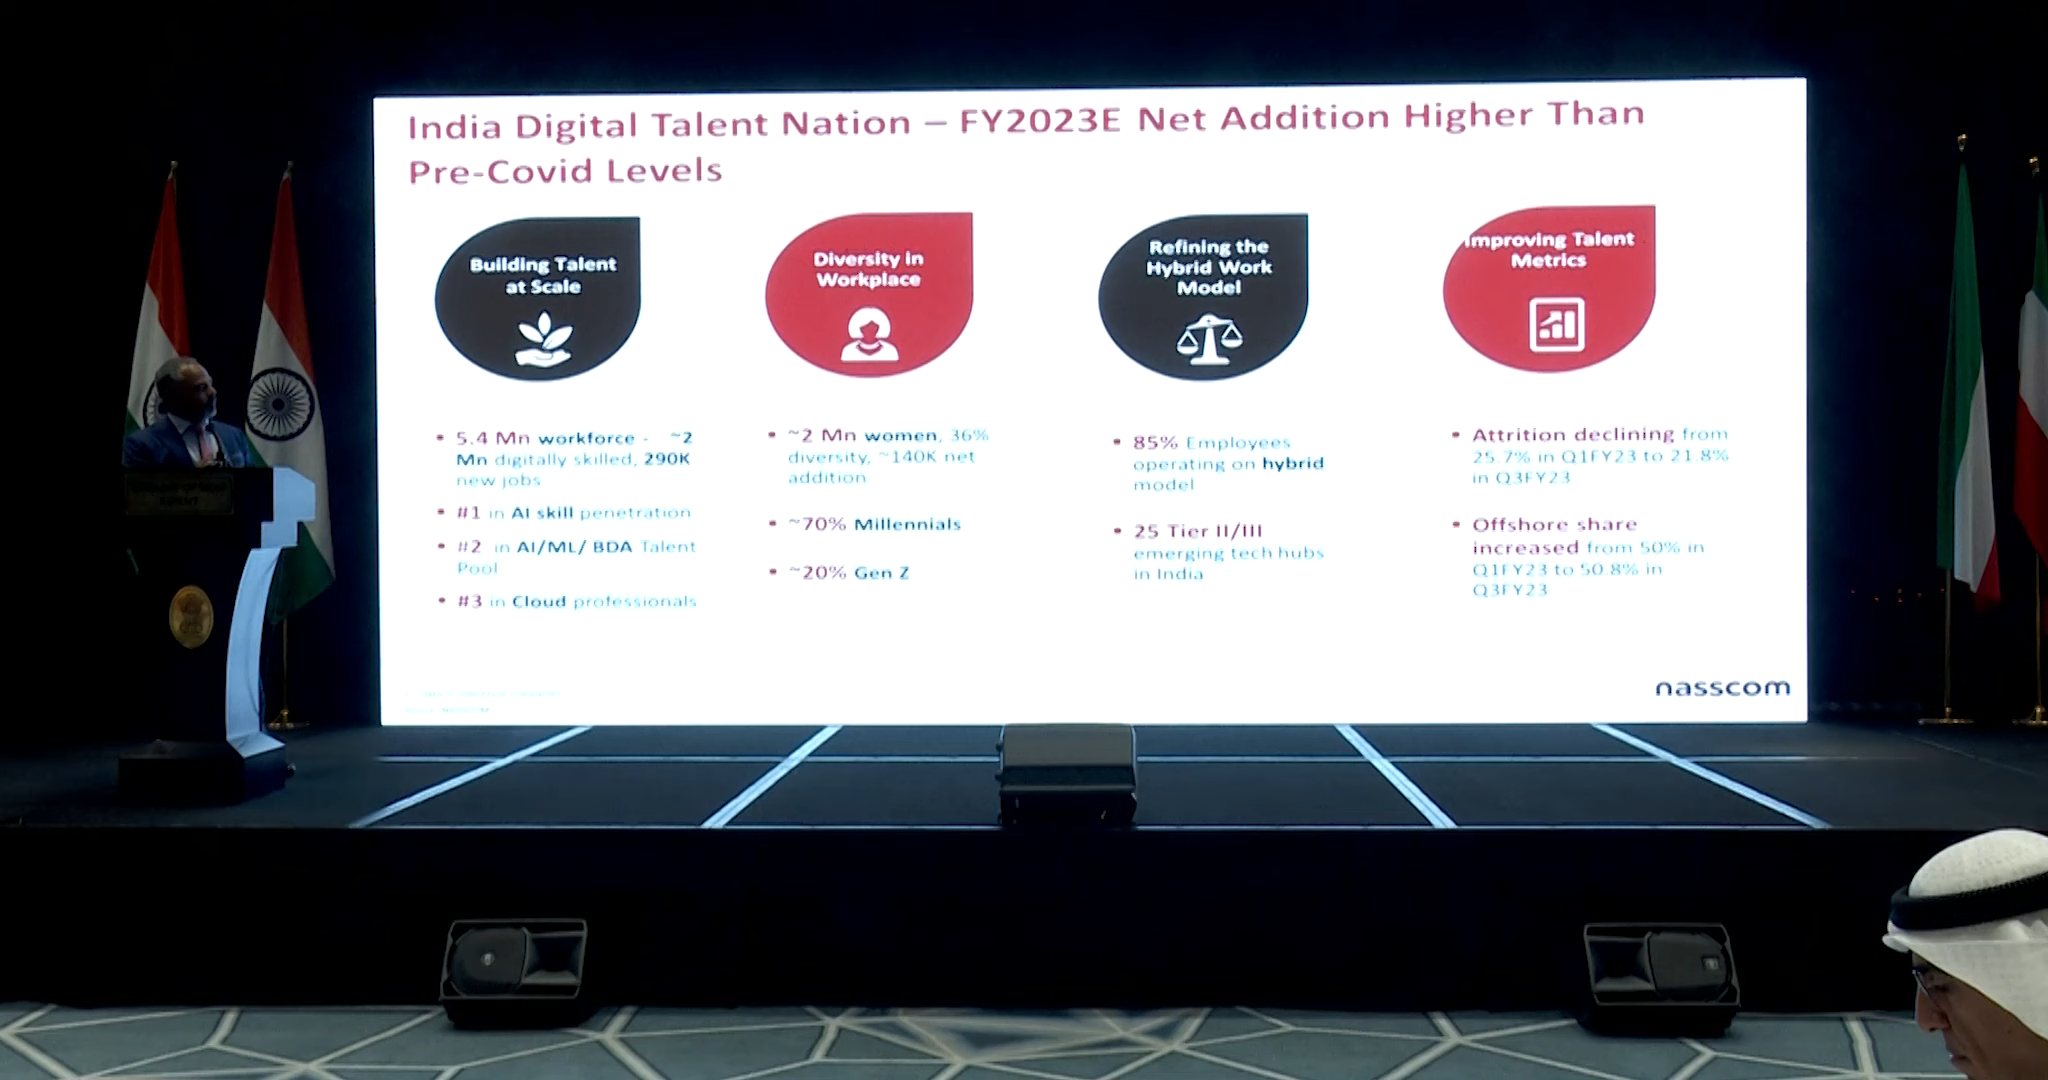 India Digital Talent Nation – FY2023E Net Addition Higher Than
Pre-Covid Levels
Building Talent
at Scale
5.4 Mn workforce - ~2
Mn digitally skilled, 290K
new jobs
#1 in AI skill penetration
#2 in AI/ML/ BDA Talent
Pool
#3 in Cloud professionals
Diversity in
Workplace
~2 Mn women, 36%
diversity, ~140K net
addition
~70% Millennials
~20% Gen Z
Refining the
Hybrid Work
Model
85% Employees
operating on hybrid
model
25 Tier II/III
emerging tech hubs
in India
Improving Talent
Metrics
Attrition declining from
25.7% in Q1FY23 to 21.8%
in Q3FY23
Offshore share
increased from 50% in
Q1FY23 to 50.8% in
Q3FY23
nasscom